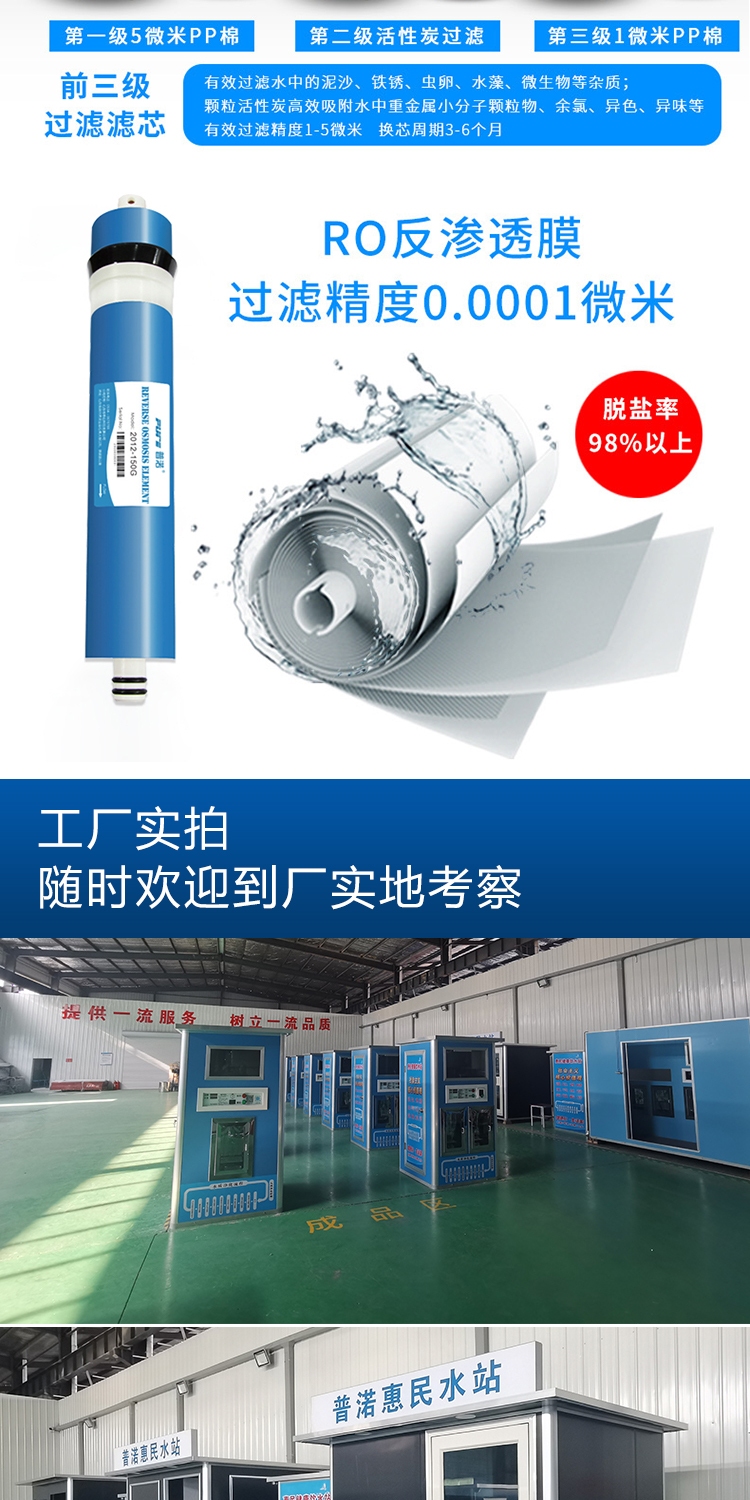 第一级5微米PP棉
第二级活性炭过滤
第三级1微米PP棉
前三级
过滤滤芯
有效过滤水中的泥沙、铁锈、虫卵、水藻、微生物等杂质；
颗粒活性炭高效吸附水中重金属小分子颗粒物、余氯、异色、异味等
有效过滤精度1-5微米 换芯周期3-6个月
RO反渗透膜
过滤精度0.0001微米
脱盐率
98%以上
普诺
REVERSE OSMOSIS ELEMENT
Model: 2012-150G
工厂实拍
随时欢迎到厂实地考察
提供一流服务 树立一流品质
成品区
普渃惠民水站
普渃惠民水站